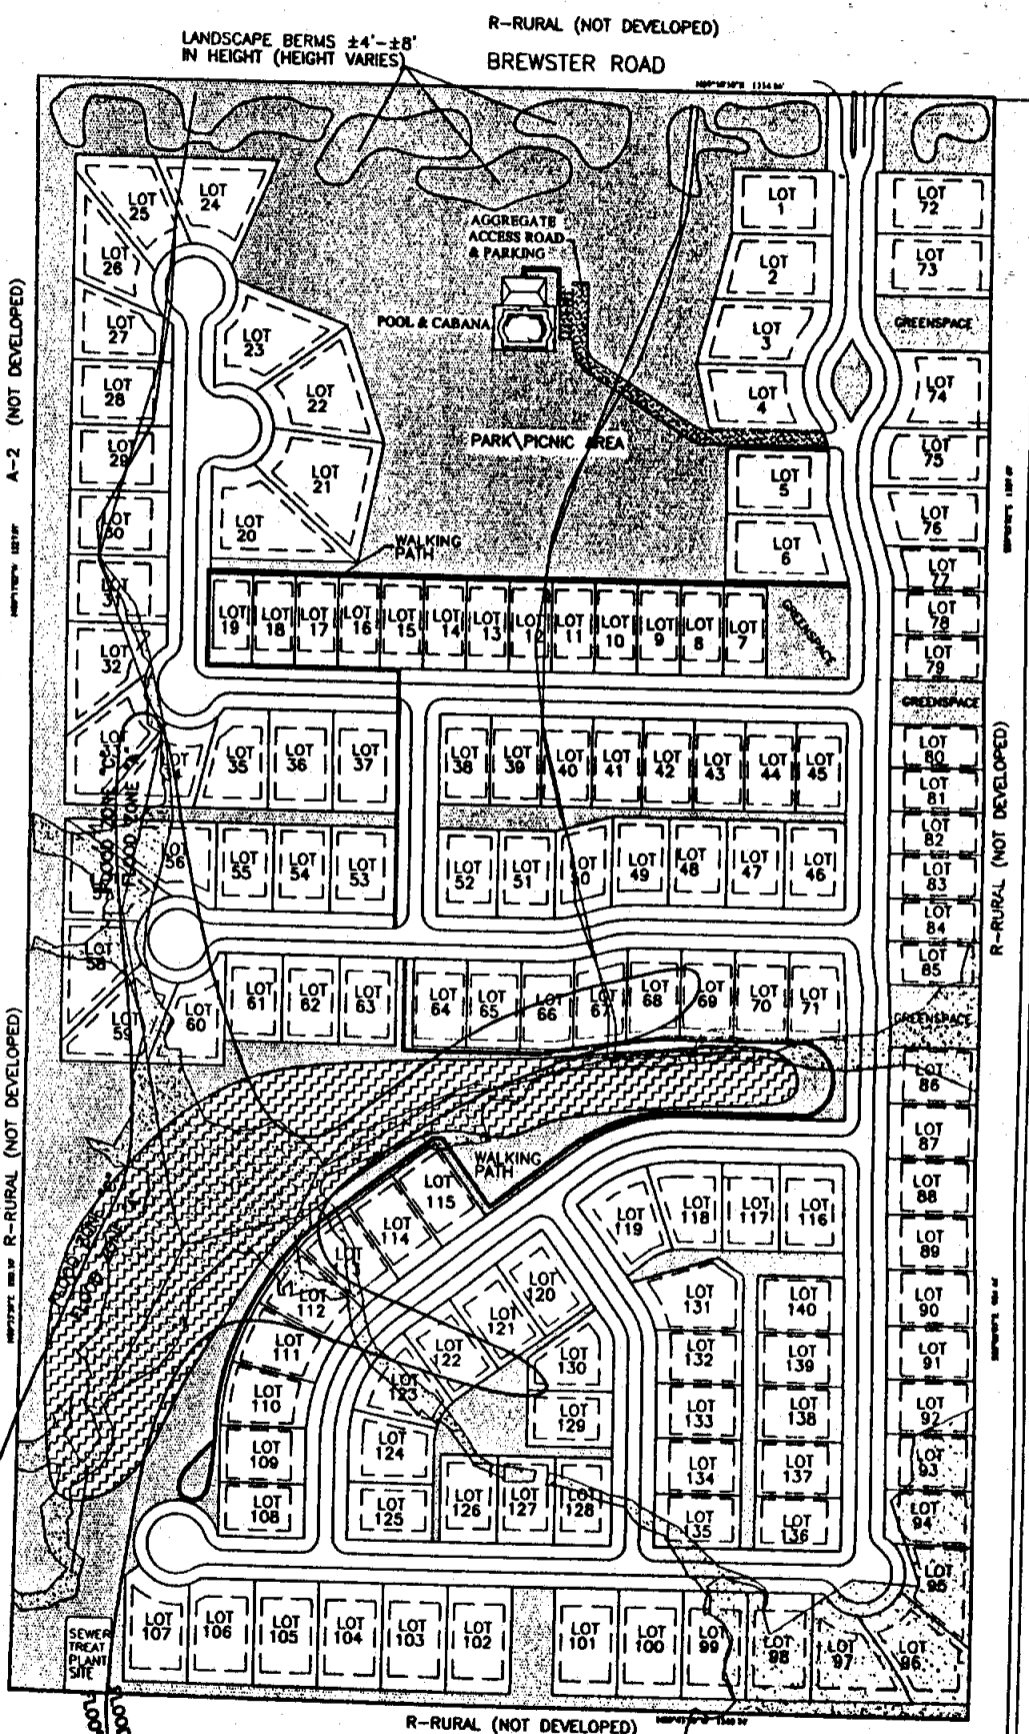 R-RURAL (NOT DEVELOPED)
LANDSCAPE BERMS ±4'-±8'
IN HEIGHT (HEIGHT VARIES)
BREWSTER ROAD
LOT 25
LOT 24
LOT 1
LOT 72
AGGREGATE
ACCESS ROAD
& PARKING
LOT 26
LOT 2
LOT 73
A-2 (NOT DEVELOPED)
LOT 27
LOT 23
POOL & CABANA
LOT 3
GREENSPACE
LOT 28
LOT 22
LOT 4
LOT 74
PARK\PICNIC AREA
LOT 29
LOT 21
LOT 5
LOT 75
LOT 30
LOT 20
WALKING
PATH
LOT 6
LOT 76
LOT 77
LOT 19
LOT 18
LOT 17
LOT 16
LOT 15
LOT 14
LOT 13
LOT 12
LOT 11
LOT 10
LOT 9
LOT 8
LOT 7
GREENSPACE
LOT 78
LOT 32
LOT 79
GREENSPACE
LOT
LOT 35
LOT 36
LOT 37
LOT 38
LOT 39
LOT 40
LOT 41
LOT 42
LOT 43
LOT 44
LOT 45
LOT 80
LOT 81
R-RURAL (NOT DEVELOPED)
FLOOD ZONE "C"
FLOOD ZONE "A"
LOT 56
LOT 55
LOT 54
LOT 53
LOT 52
LOT 51
LOT 49
LOT 48
LOT 47
LOT 46
LOT 82
LOT 83
LOT 84
LOT 85
LOT 59
LOT 60
LOT 61
LOT 62
LOT 63
LOT 64
LOT 65
LOT 66
LOT 67
LOT 68
LOT 69
LOT 70
LOT 71
GREENSPACE
R-RURAL (NOT DEVELOPED)
LOT 86
LOT 87
WALKING
PATH
LOT 115
LOT 88
LOT 114
LOT 119
LOT 118
LOT 117
LOT 116
LOT 89
FLOOD ZONE
FLOOD ZONE
LOT
LOT 112
LOT 120
LOT 131
LOT 140
LOT 90
LOT 111
LOT 121
LOT 122
LOT 130
LOT 132
LOT 139
LOT 91
LOT 110
LOT 123
LOT 129
LOT 133
LOT 138
LOT 92
LOT 109
LOT 124
LOT 134
LOT 137
LOT 93
LOT 108
LOT 125
LOT 126
LOT 127
LOT 128
LOT 135
LOT 136
LOT 94
LOT 95
SEWER
TREAT
PLANT
SITE
LOT 107
LOT 106
LOT 105
LOT 104
LOT 103
LOT 102
LOT 101
LOT 100
LOT 99
LOT 98
LOT 97
LOT 96
R-RURAL (NOT DEVELOPED)